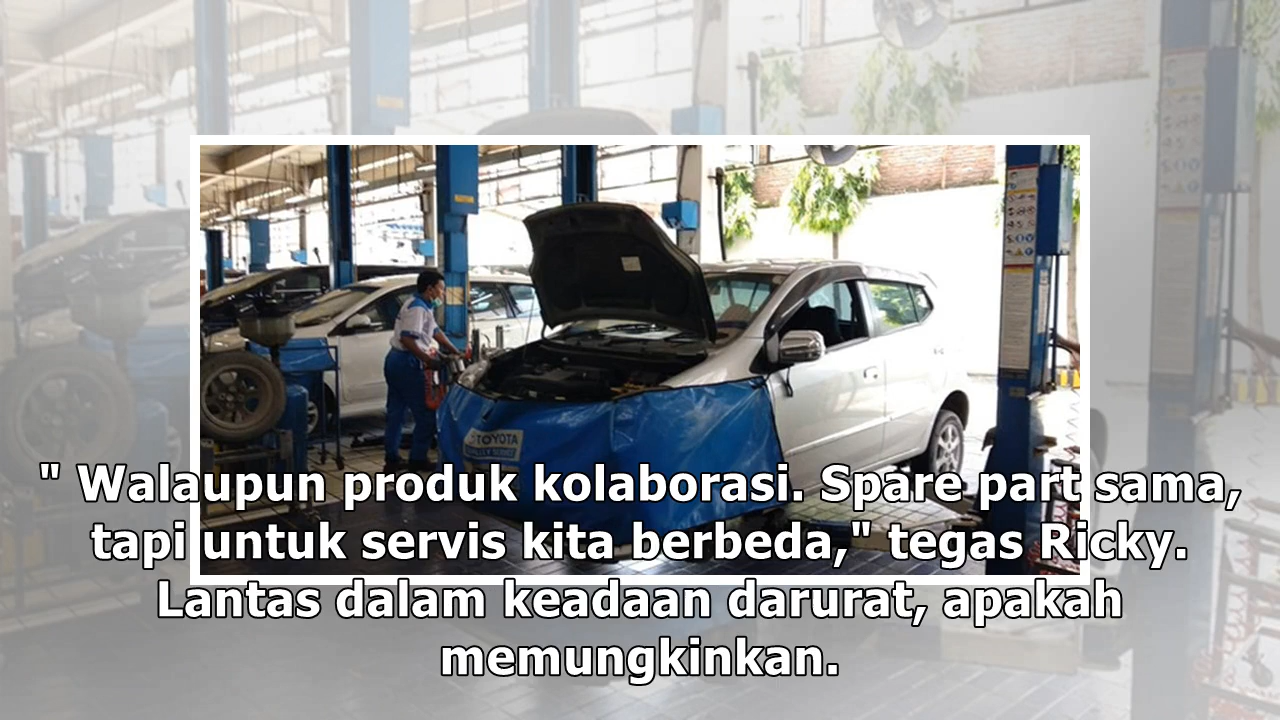 TOYOTA
" Walaupun produk kolaborasi. Spare part sama,
tapi untuk servis kita berbeda," tegas Ricky.
Lantas dalam keadaan darurat, apakah
memungkinkan.